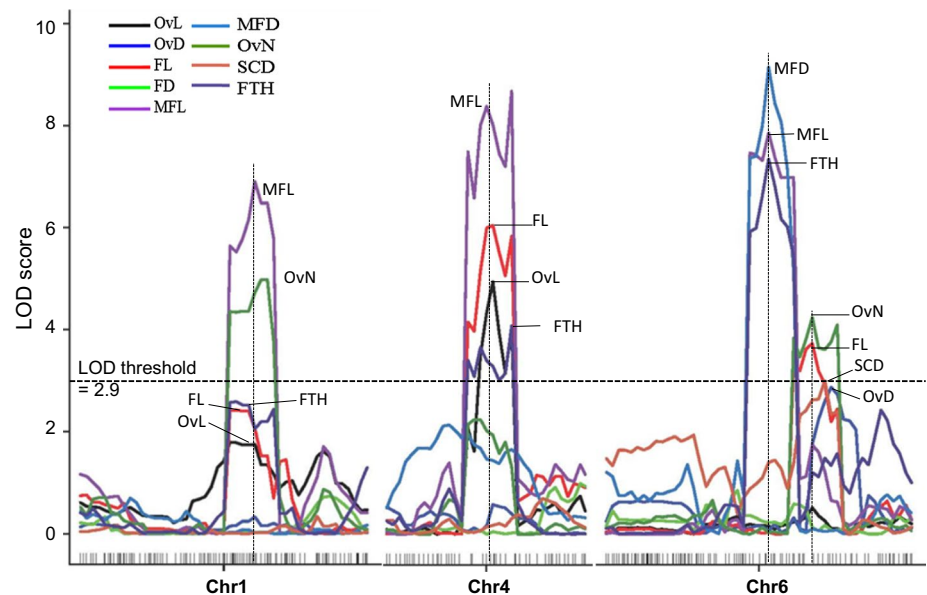 10
8
6
4
2
0
LOD score
OvL
OvD
FL
FD
MFL
MFD
OvN
SCD
FTH
LOD threshold
= 2.9
MFL
OvN
FL
FTH
OvL
MFL
FL
OvL
FTH
MFD
MFL
FTH
OvN
FL
SCD
OvD
Chr1
Chr4
Chr6